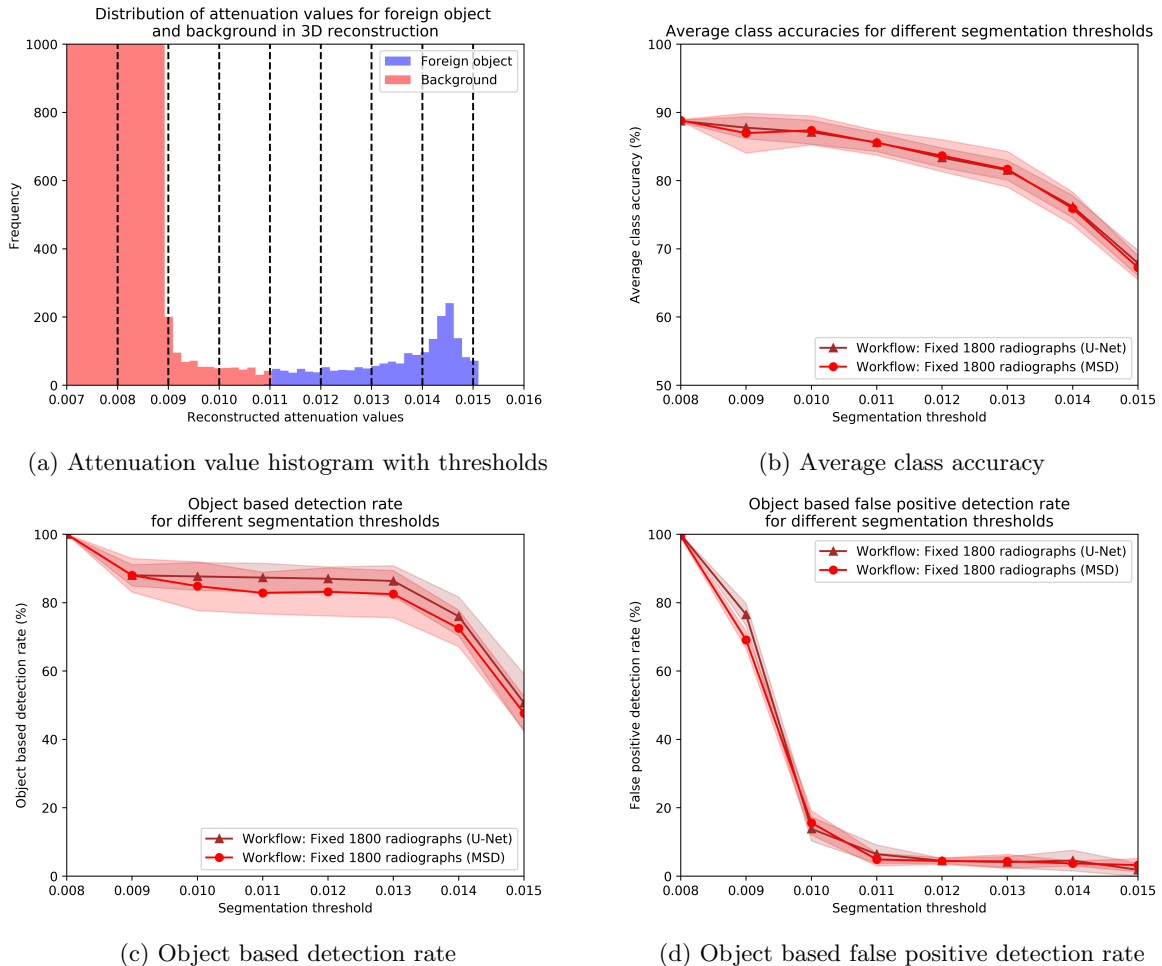 Distribution of attenuation values for foreign object
and background in 3D reconstruction
1000
800
600
400
200
0
Frequency
Foreign object
Background
0.007 0.008 0.009 0.010 0.011 0.012 0.013 0.014 0.015 0.016
Reconstructed attenuation values
(a) Attenuation value histogram with thresholds
Average class accuracies for different segmentation thresholds
100
90
80
70
60
50
Average class accuracy (%)
Workflow: Fixed 1800 radiographs (U-Net)
Workflow: Fixed 1800 radiographs (MSD)
0.008 0.009 0.010 0.011 0.012 0.013 0.014 0.015
Segmentation threshold
(b) Average class accuracy
Object based detection rate
for different segmentation thresholds
100
80
60
40
20
0
Object based detection rate (%)
Workflow: Fixed 1800 radiographs (U-Net)
Workflow: Fixed 1800 radiographs (MSD)
0.008 0.009 0.010 0.011 0.012 0.013 0.014 0.015
Segmentation threshold
(c) Object based detection rate
Object based false positive detection rate
for different segmentation thresholds
100
80
60
40
20
0
False positive detection rate (%)
Workflow: Fixed 1800 radiographs (U-Net)
Workflow: Fixed 1800 radiographs (MSD)
0.008 0.009 0.010 0.011 0.012 0.013 0.014 0.015
Segmentation threshold
(d) Object based false positive detection rate